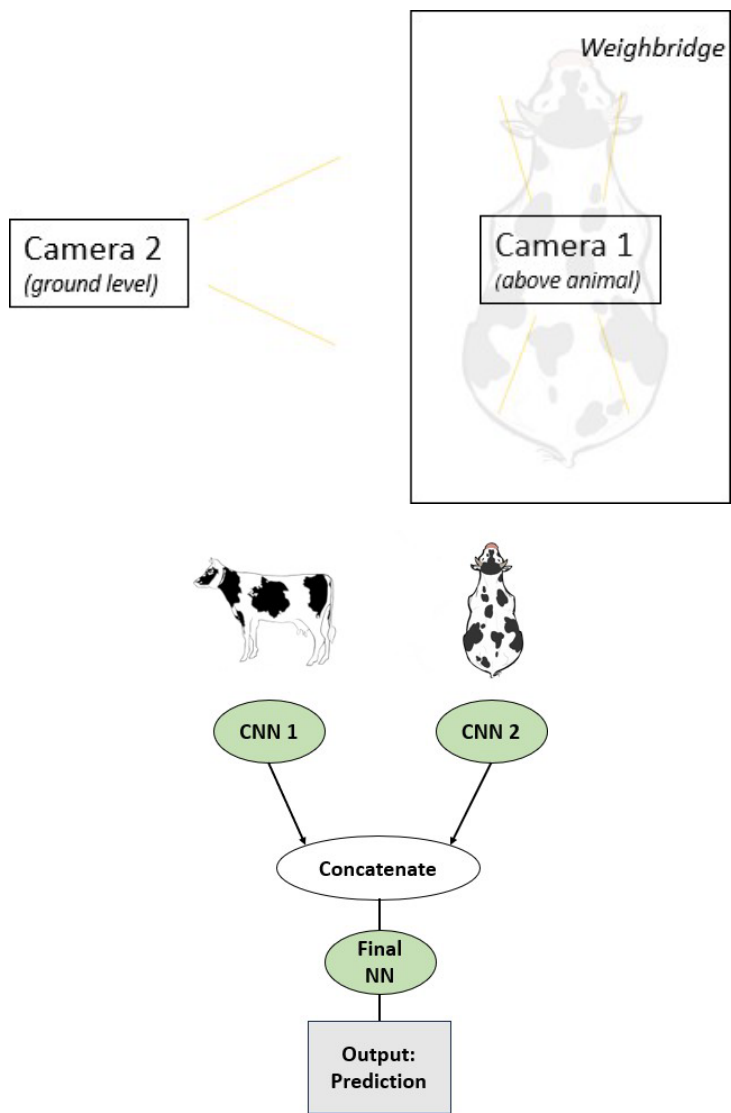 Weighbridge
Camera 2
(ground level)
Camera 1
(above animal)
CNN 1
CNN 2
Concatenate
Final
NN
Output:
Prediction